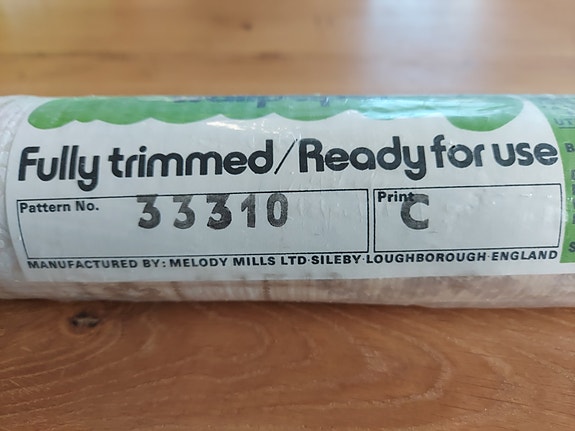 Fully trimmed/Ready for use
Pattern No. 33310
Print C
MANUFACTURED BY: MELODY MILLS LTD·SILEBY·LOUGHBOROUGH·ENGLAND